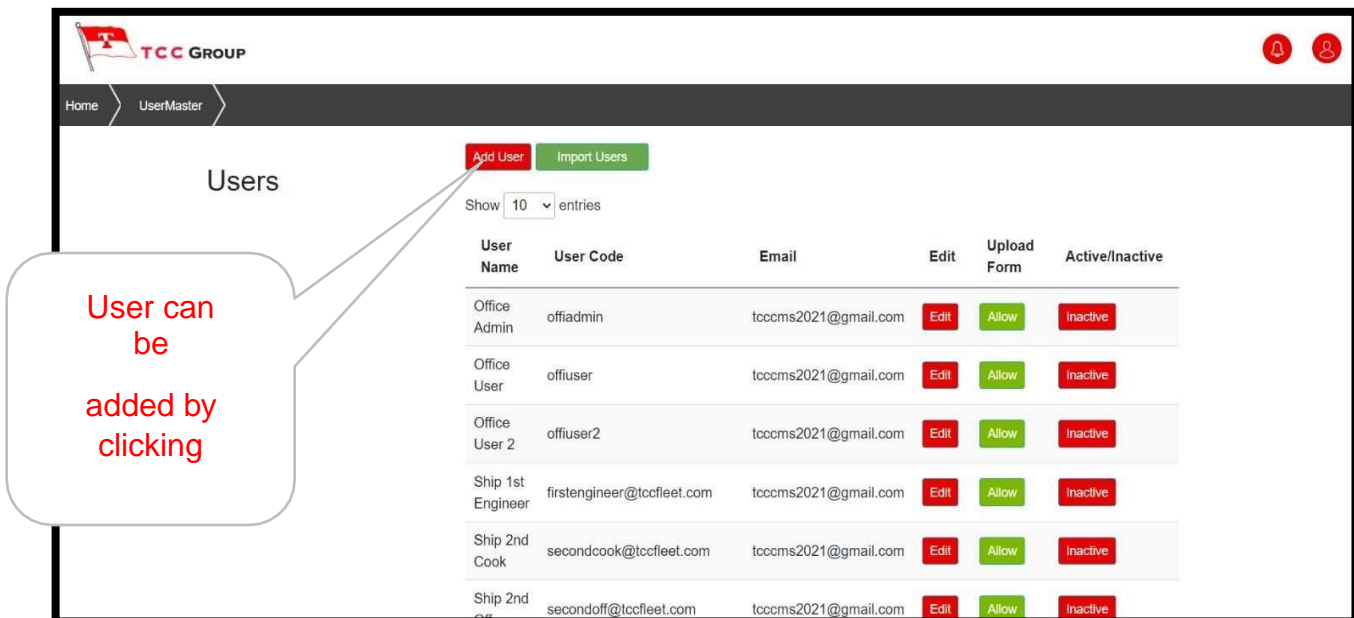 T
TCC GROUP
Home
UserMaster
Users
Add User
Import Users
Show 10 entries
User Name
User Code
Email
Edit
Upload Form
Active/Inactive
Office Admin
offiadmin
tcccms2021@gmail.com
Edit
Allow
Inactive
Office User
offiuser
tcccms2021@gmail.com
Edit
Allow
Inactive
Office User 2
offiuser2
tcccms2021@gmail.com
Edit
Allow
Inactive
Ship 1st Engineer
firstengineer@tccfleet.com
tcccms2021@gmail.com
Edit
Allow
Inactive
Ship 2nd Cook
secondcook@tccfleet.com
tcccms2021@gmail.com
Edit
Allow
Inactive
Ship 2nd
secondoff@tccfleet.com
tcccms2021@gmail.com
Edit
Allow
Inactive
User can
be
added by
clicking